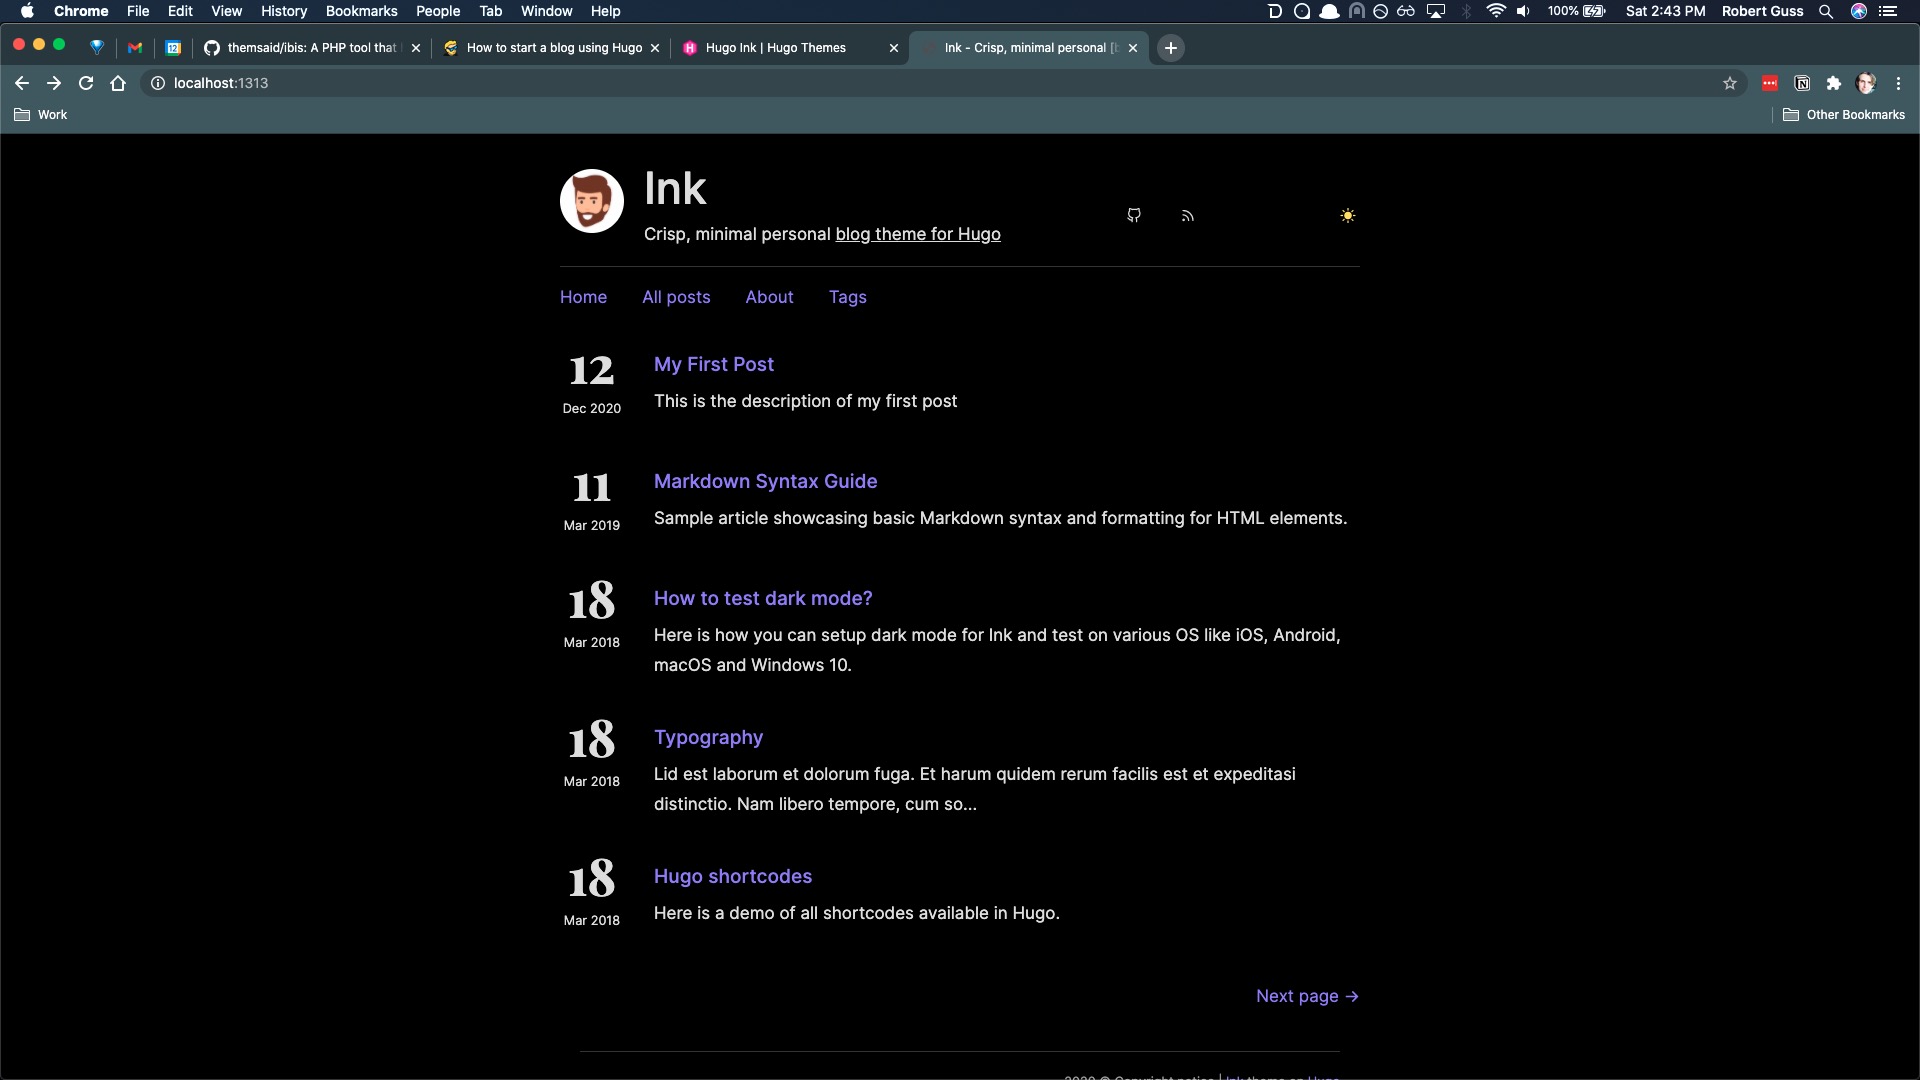 Chrome File Edit View History Bookmarks People Tab Window Help 100% Sat 2:43 PM Robert Guss
12 themsaid/ibis: A PHP tool that How to start a blog using Hugo Hugo Ink | Hugo Themes Ink - Crisp, minimal personal [b
localhost:1313
Work Other Bookmarks
Ink
Crisp, minimal personal blog theme for Hugo
Home All posts About Tags
12 My First Post
Dec 2020 This is the description of my first post
11 Markdown Syntax Guide
Mar 2019 Sample article showcasing basic Markdown syntax and formatting for HTML elements.
18 How to test dark mode?
Mar 2018 Here is how you can setup dark mode for Ink and test on various OS like iOS, Android,
macOS and Windows 10.
18 Typography
Mar 2018 Lid est laborum et dolorum fuga. Et harum quidem rerum facilis est et expeditasi
distinctio. Nam libero tempore, cum so...
18 Hugo shortcodes
Mar 2018 Here is a demo of all shortcodes available in Hugo.
Next page →
2020 © Copyright notice | Ink theme on Hugo